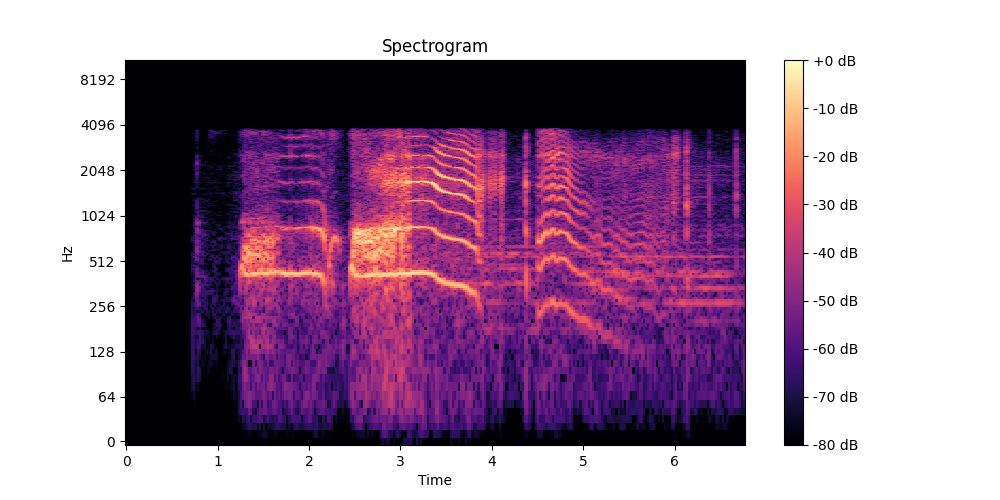 Spectrogram
Hz
8192
4096
2048
1024
512
256
128
64
0
0 1 2 3 4 5 6
Time
+0 dB
-10 dB
-20 dB
-30 dB
-40 dB
-50 dB
-60 dB
-70 dB
-80 dB